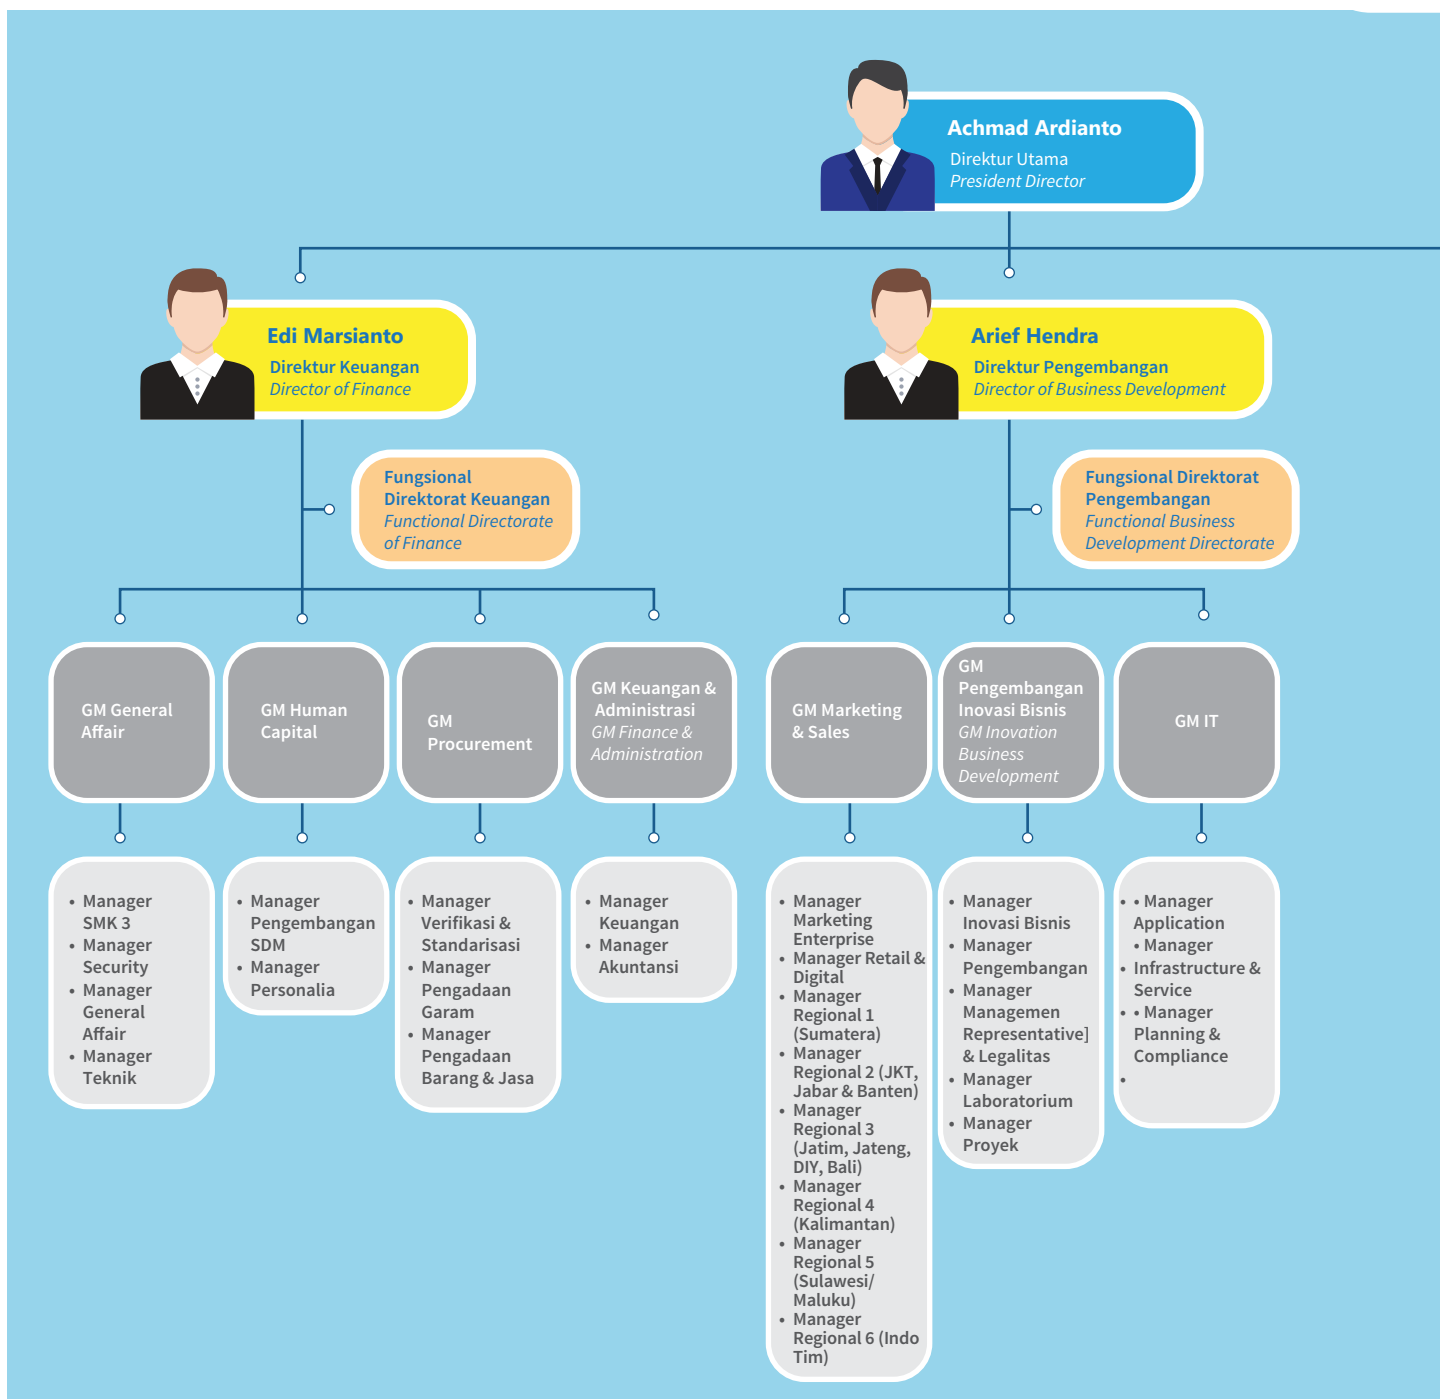 Achmad Ardianto
Direktur Utama
President Director
Edi Marsianto
Direktur Keuangan
Director of Finance
Arief Hendra
Direktur Pengembangan
Director of Business Development
Fungsional
Direktorat Keuangan
Functional Directorate
of Finance
Fungsional Direktorat
Pengembangan
Functional Business
Development Directorate
GM General
Affair
GM Human
Capital
GM
Procurement
GM Keuangan &
Administrasi
GM Finance &
Administration
GM Marketing
& Sales
GM
Pengembangan
Inovasi Bisnis
GM Inovation
Business
Development
GM IT
• Manager
SMK 3
• Manager
Security
• Manager
General
Affair
• Manager
Teknik
• Manager
Pengembangan
SDM
• Manager
Personalia
• Manager
Verifikasi &
Standarisasi
• Manager
Pengadaan
Garam
• Manager
Pengadaan
Barang & Jasa
• Manager
Keuangan
• Manager
Akuntansi
• Manager
Marketing
Enterprise
• Manager Retail &
Digital
• Manager
Regional 1
(Sumatera)
• Manager
Regional 2 (JKT,
Jabar & Banten)
• Manager
Regional 3
(Jatim, Jateng,
DIY, Bali)
• Manager
Regional 4
(Kalimantan)
• Manager
Regional 5
(Sulawesi/
Maluku)
• Manager
Regional 6 (Indo
Tim)
• Manager
Inovasi Bisnis
• Manager
Pengembangan
• Manager
Managemen
Representative]
& Legalitas
• Manager
Laboratorium
• Manager
Proyek
• • Manager
Application
• Manager
• Infrastructure &
Service
• • Manager
Planning &
Compliance
•